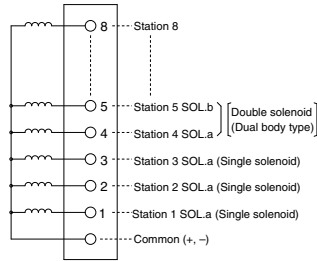 8 Station 8
5 Station 5 SOL.b
4 Station 4 SOL.a
Double solenoid
(Dual body type)
3 Station 3 SOL.a (Single solenoid)
2 Station 2 SOL.a (Single solenoid)
1 Station 1 SOL.a (Single solenoid)
Common (+, –)